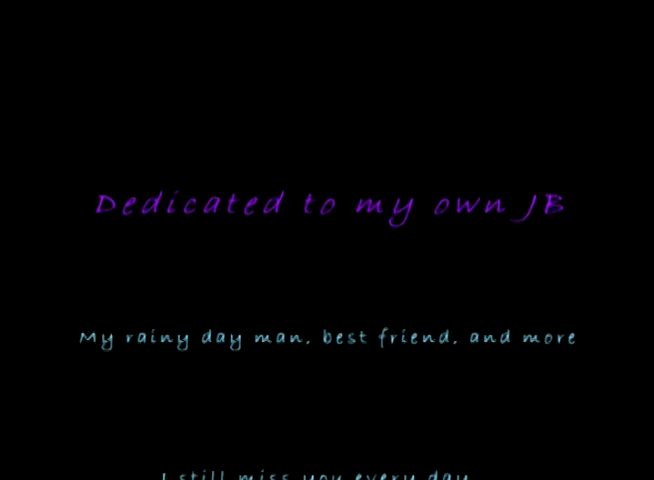 Dedicated to my own JB
My rainy day man, best friend, and more
I still miss you every day